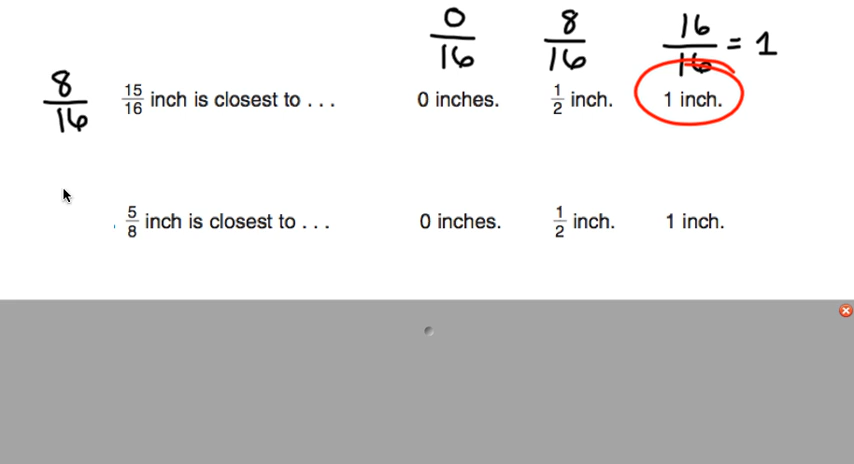 0/16 8/16 16/16 = 1
8/16 15/16 inch is closest to . . . 0 inches. 1/2 inch. 1 inch.
5/8 inch is closest to . . . 0 inches. 1/2 inch. 1 inch.